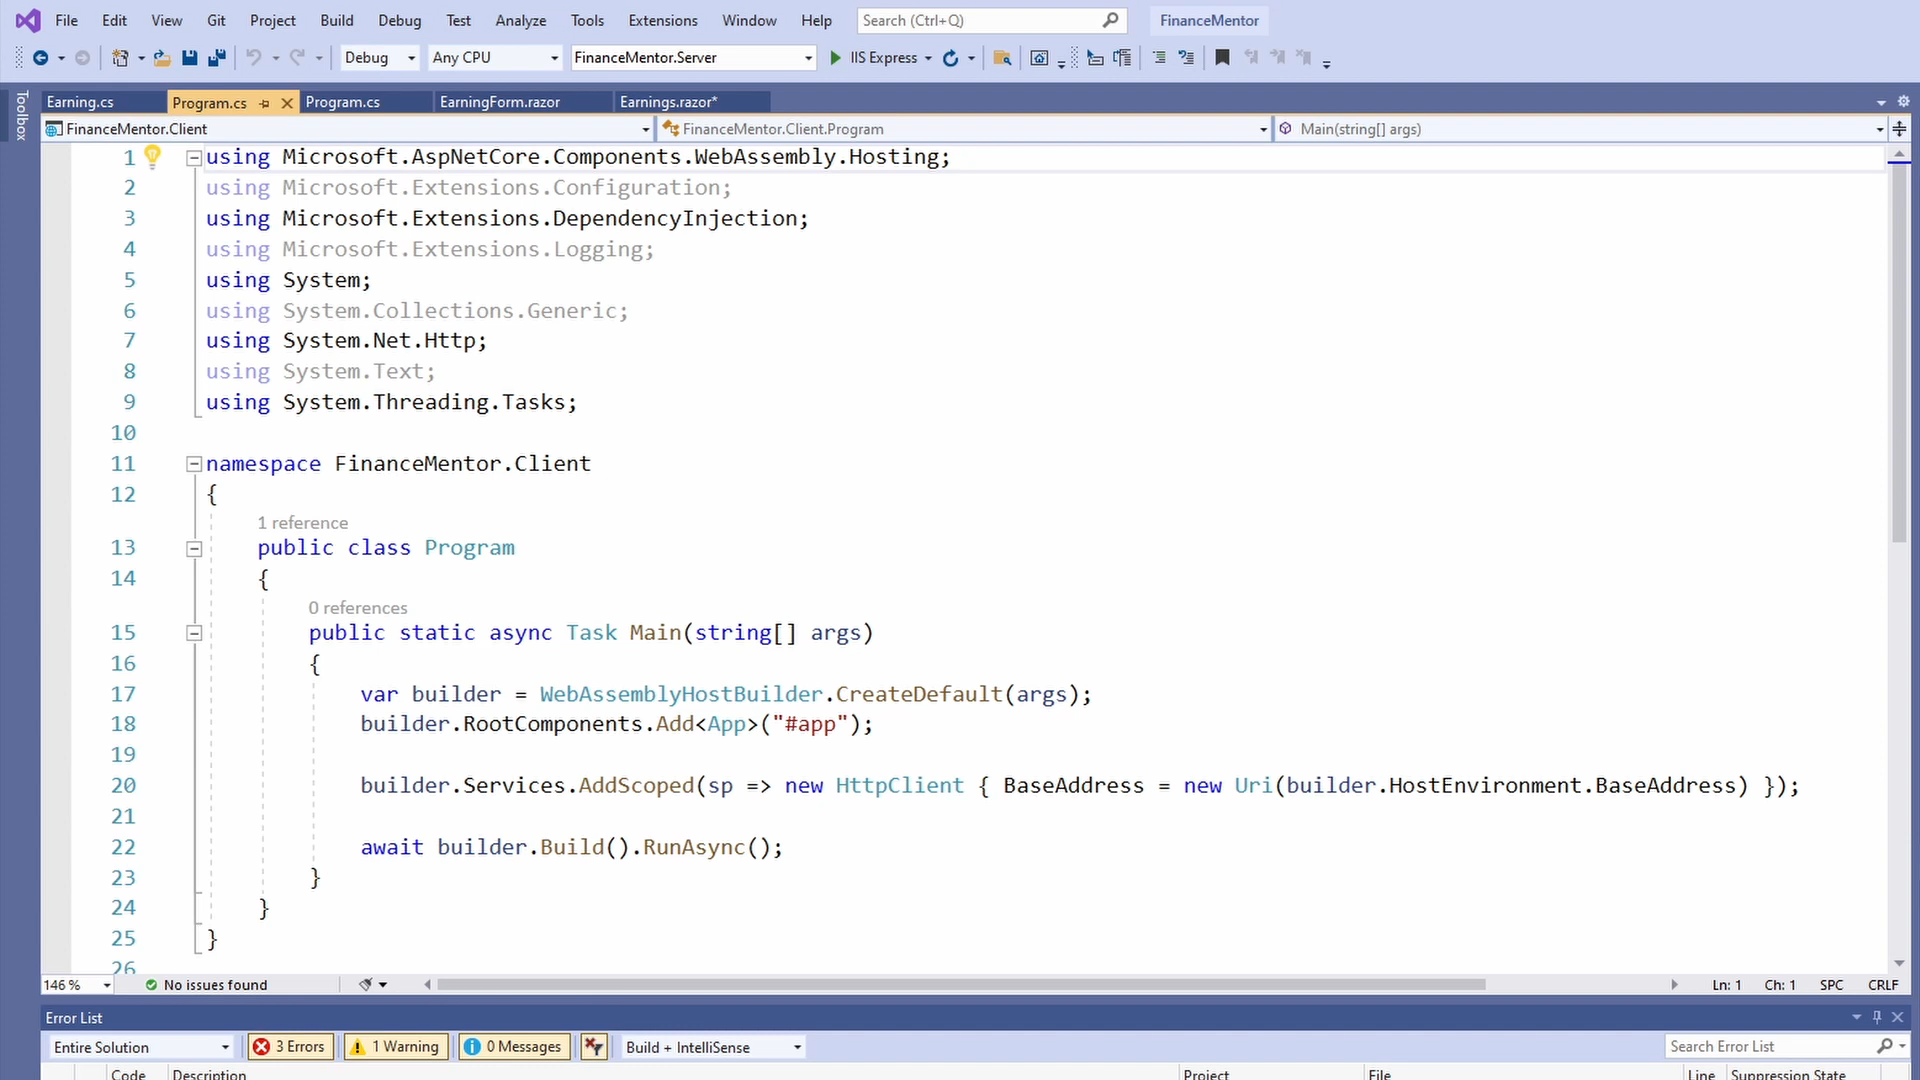 File Edit View Git Project Build Debug Test Analyze Tools Extensions Window Help Search (Ctrl+Q) FinanceMentor
Debug Any CPU FinanceMentor.Server IIS Express
Toolbox
Earning.cs Program.cs Program.cs EarningForm.razor Earnings.razor*
FinanceMentor.Client FinanceMentor.Client.Program Main(string[] args)
1 using Microsoft.AspNetCore.Components.WebAssembly.Hosting;
2 using Microsoft.Extensions.Configuration;
3 using Microsoft.Extensions.DependencyInjection;
4 using Microsoft.Extensions.Logging;
5 using System;
6 using System.Collections.Generic;
7 using System.Net.Http;
8 using System.Text;
9 using System.Threading.Tasks;
10
11 namespace FinanceMentor.Client
12 {
1 reference
13 public class Program
14 {
0 references
15 public static async Task Main(string[] args)
16 {
17 var builder = WebAssemblyHostBuilder.CreateDefault(args);
18 builder.RootComponents.Add<App>("#app");
19
20 builder.Services.AddScoped(sp => new HttpClient { BaseAddress = new Uri(builder.HostEnvironment.BaseAddress) });
21
22 await builder.Build().RunAsync();
23 }
24 }
25 }
26
146 % No issues found Ln: 1 Ch: 1 SPC CRLF
Error List
Entire Solution 3 Errors 1 Warning 0 Messages Build + IntelliSense Search Error List
Code Description Project File Line Suppression State